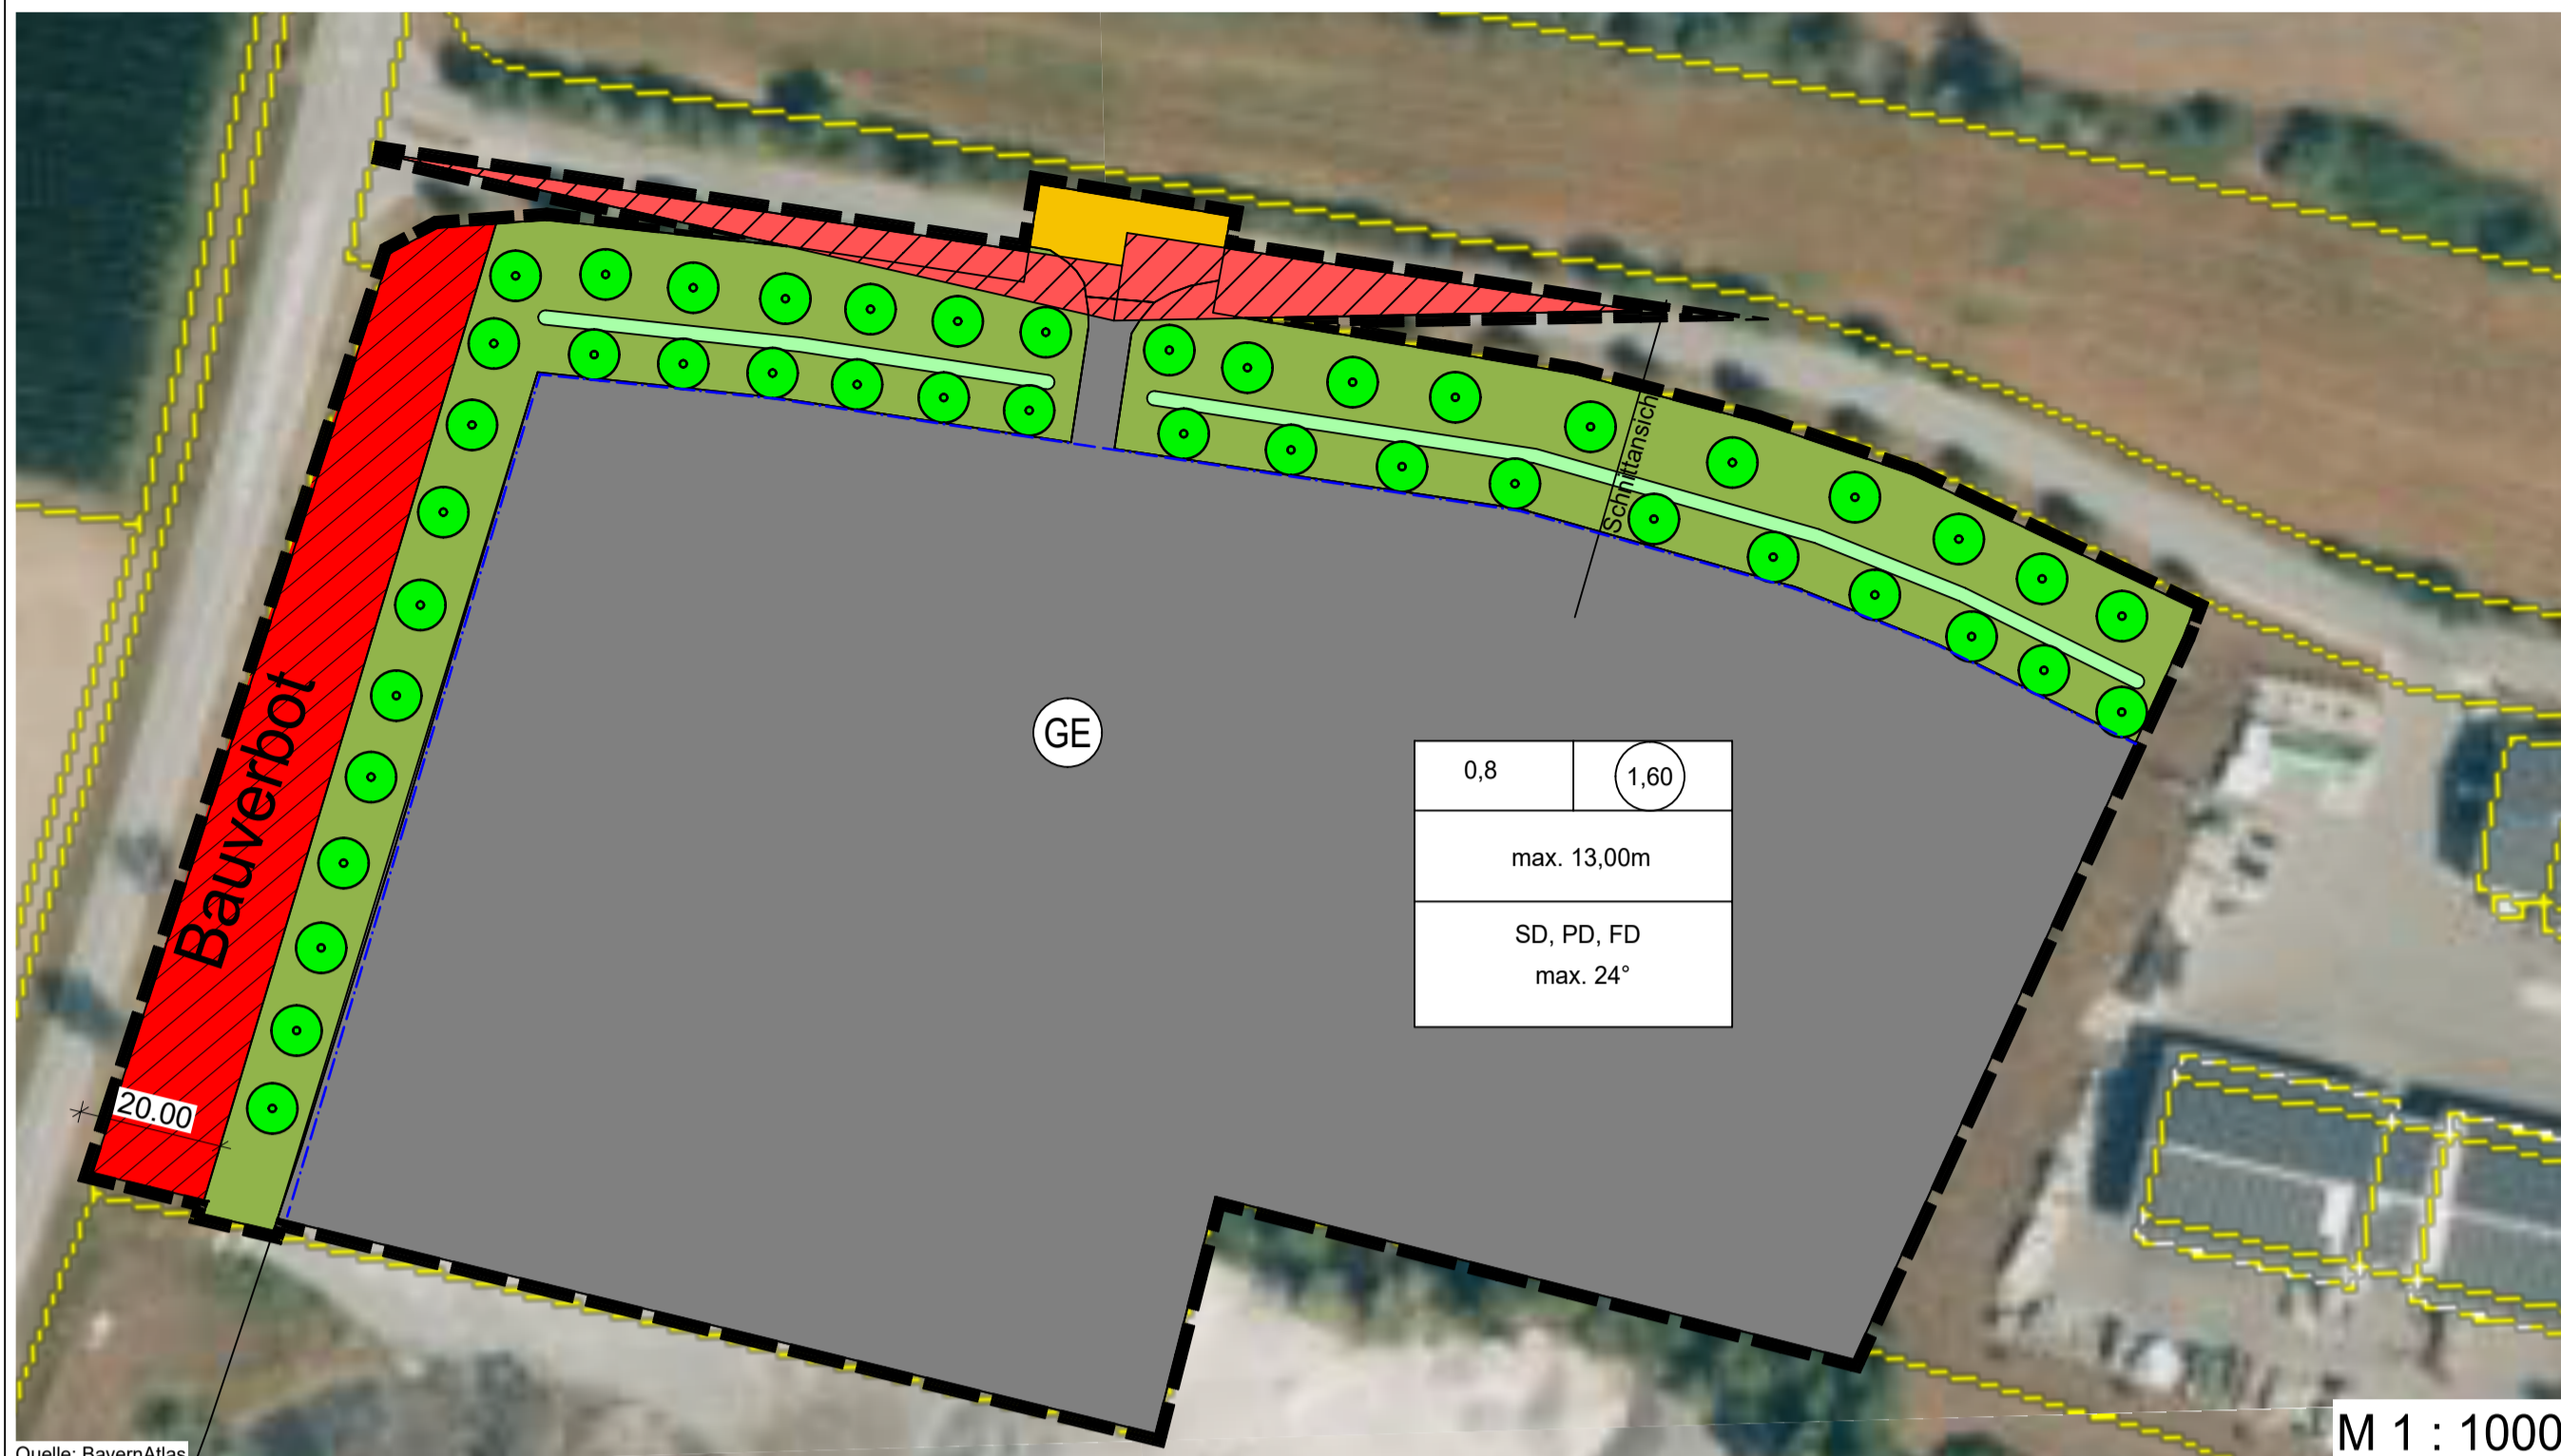 Schnittansich
Bauverbot
GE
0,8
1,60
max. 13,00m
SD, PD, FD
max. 24°
20.00
M 1 : 1000
Quelle: BayernAtlas